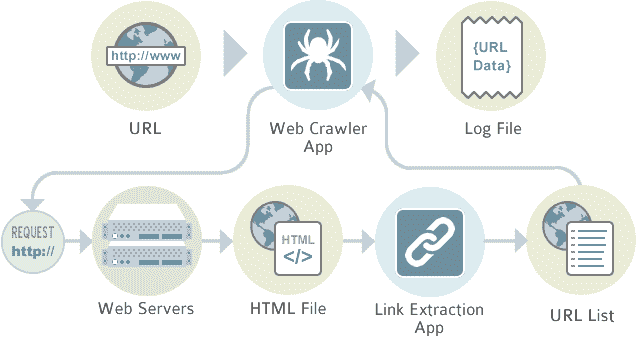 http://www
{URL
Data}
URL
Web Crawler
App
Log File
REQUEST
http://
HTML
</>
Web Servers
HTML File
Link Extraction
App
URL List